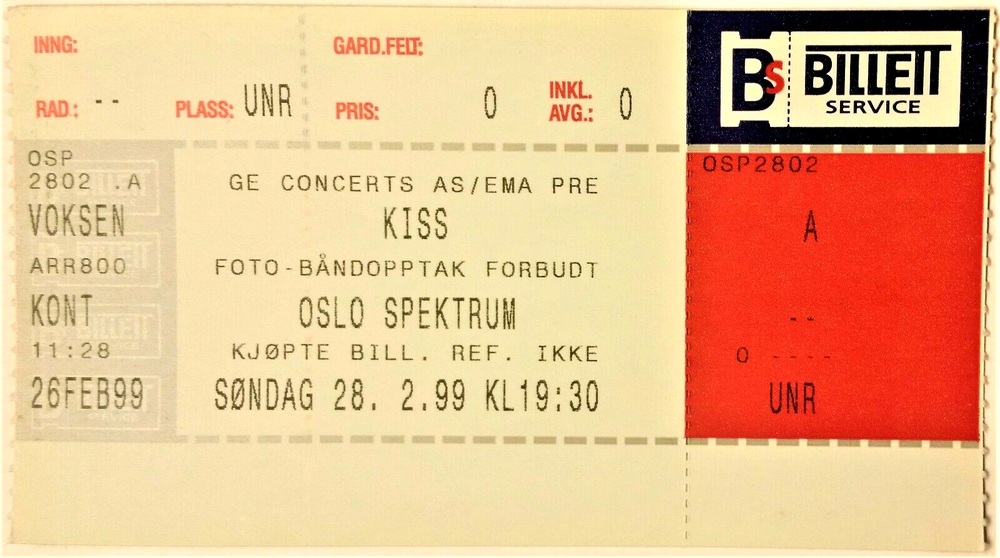 INNG:
GARD.FELT:
RAD: -- PLASS: UNR PRIS: 0 INKL. AVG.: 0
Bs BILLETT SERVICE
OSP
2802 .A
VOKSEN
ARR800
KONT
11:28
26FEB99
GE CONCERTS AS/EMA PRE
KISS
FOTO-BÅNDOPPTAK FORBUDT
OSLO SPEKTRUM
KJØPTE BILL. REF. IKKE
SØNDAG 28. 2.99 KL19:30
OSP2802
A
--
0 ----
UNR